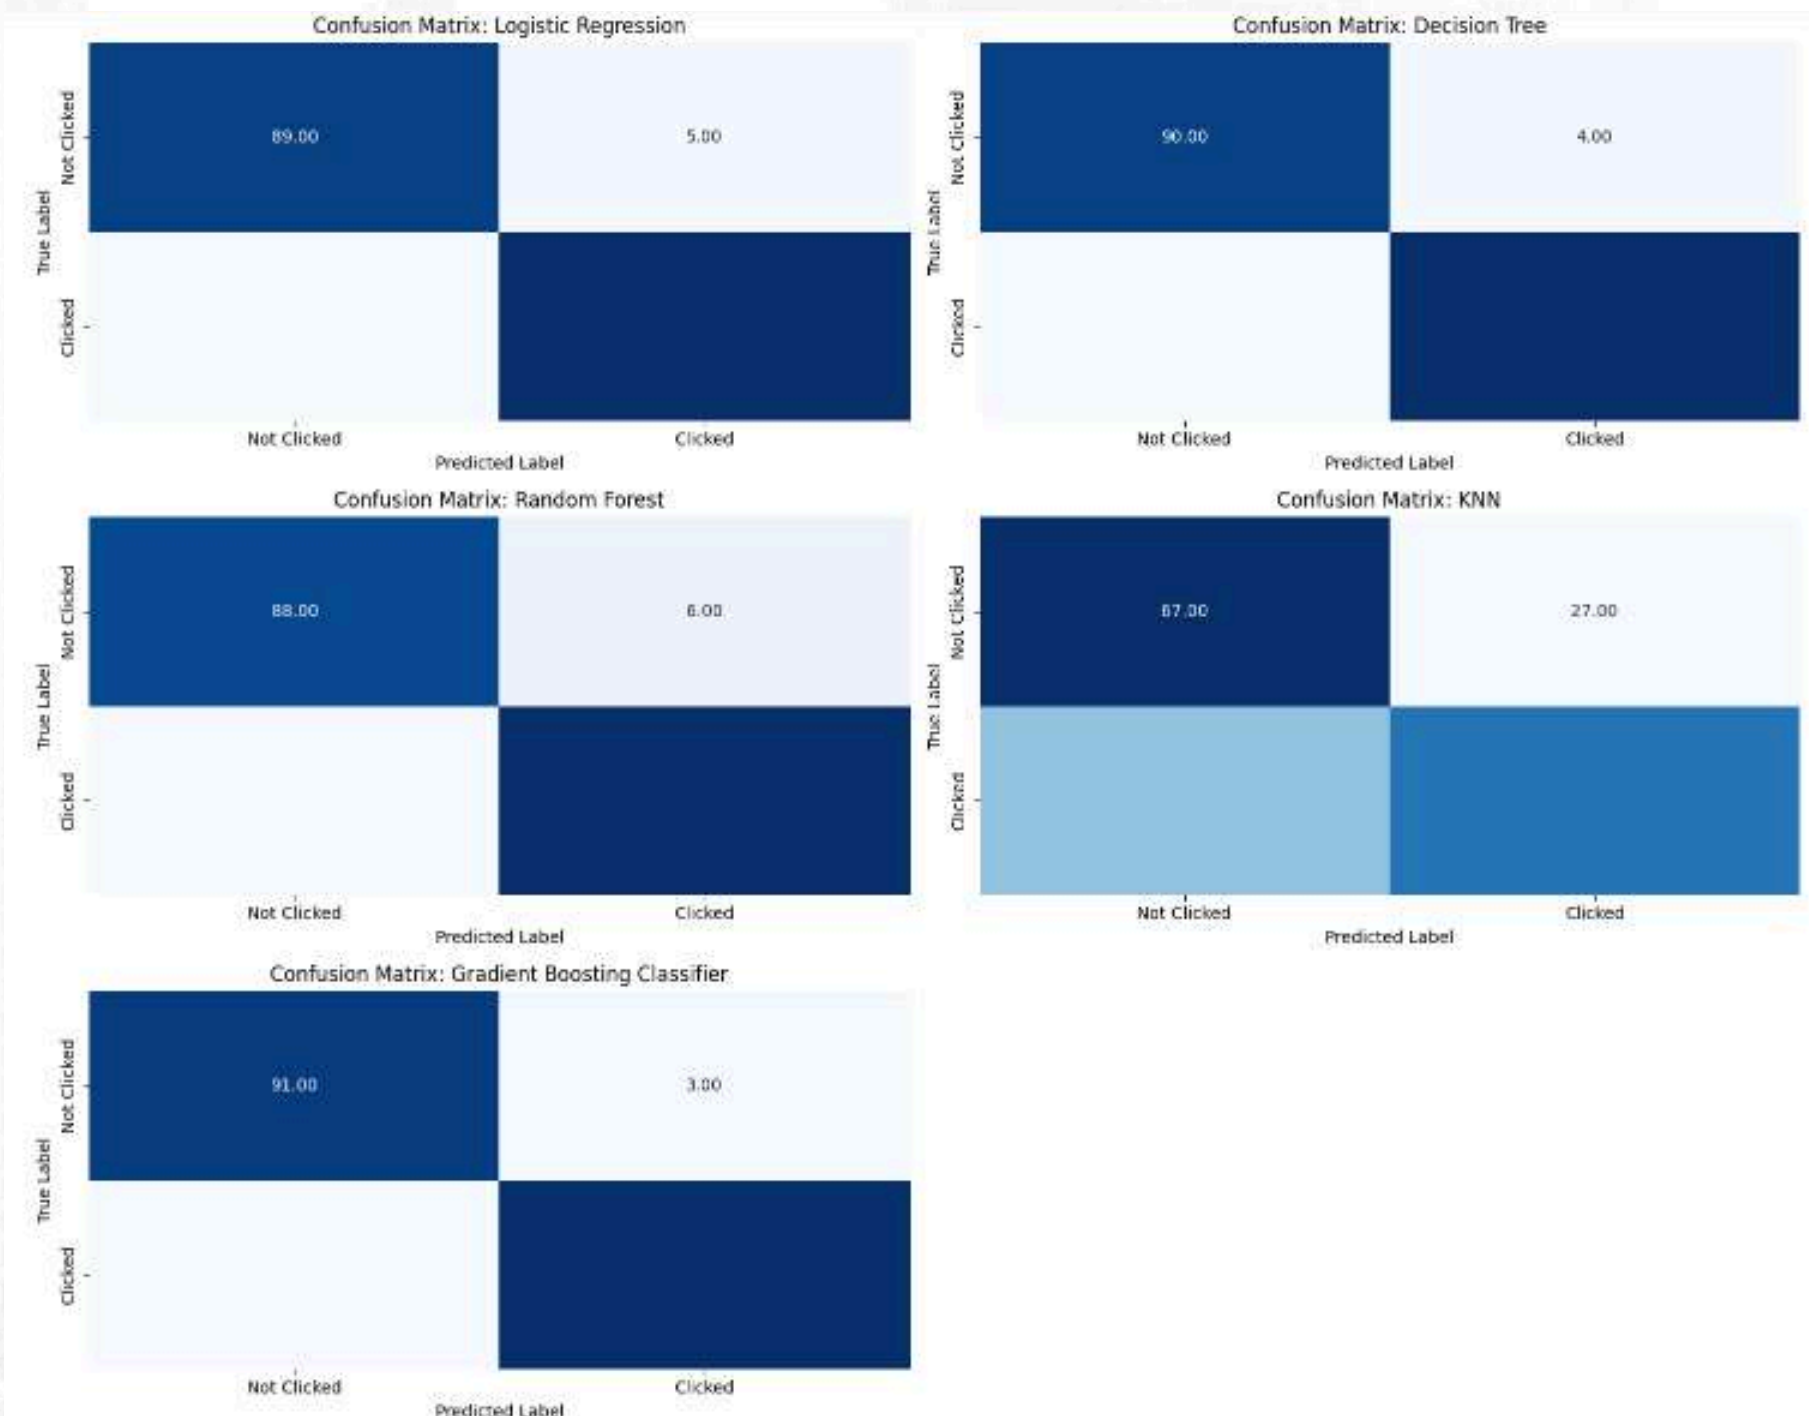 Confusion Matrix: Logistic Regression
True Label
Not Clicked
Clicked
89.00
5.00
Not Clicked
Clicked
Predicted Label
Confusion Matrix: Decision Tree
True Label
Not Clicked
Clicked
90.00
4.00
Not Clicked
Clicked
Predicted Label
Confusion Matrix: Random Forest
True Label
Not Clicked
Clicked
88.00
6.00
Not Clicked
Clicked
Predicted Label
Confusion Matrix: KNN
True Label
Not Clicked
Clicked
67.00
27.00
Not Clicked
Clicked
Predicted Label
Confusion Matrix: Gradient Boosting Classifier
True Label
Not Clicked
Clicked
91.00
3.00
Not Clicked
Clicked
Predicted Label